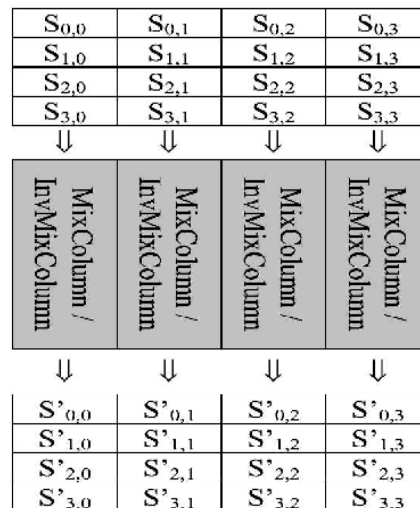 S0,0 S0,1 S0,2 S0,3
S1,0 S1,1 S1,2 S1,3
S2,0 S2,1 S2,2 S2,3
S3,0 S3,1 S3,2 S3,3
⇓ ⇓ ⇓ ⇓
MixColumn /
InvMixColumn
MixColumn /
InvMixColumn
MixColumn /
InvMixColumn
MixColumn /
InvMixColumn
⇓ ⇓ ⇓ ⇓
S'0,0 S'0,1 S'0,2 S'0,3
S'1,0 S'1,1 S'1,2 S'1,3
S'2,0 S'2,1 S'2,2 S'2,3
S'3,0 S'3,1 S'3,2 S'3,3